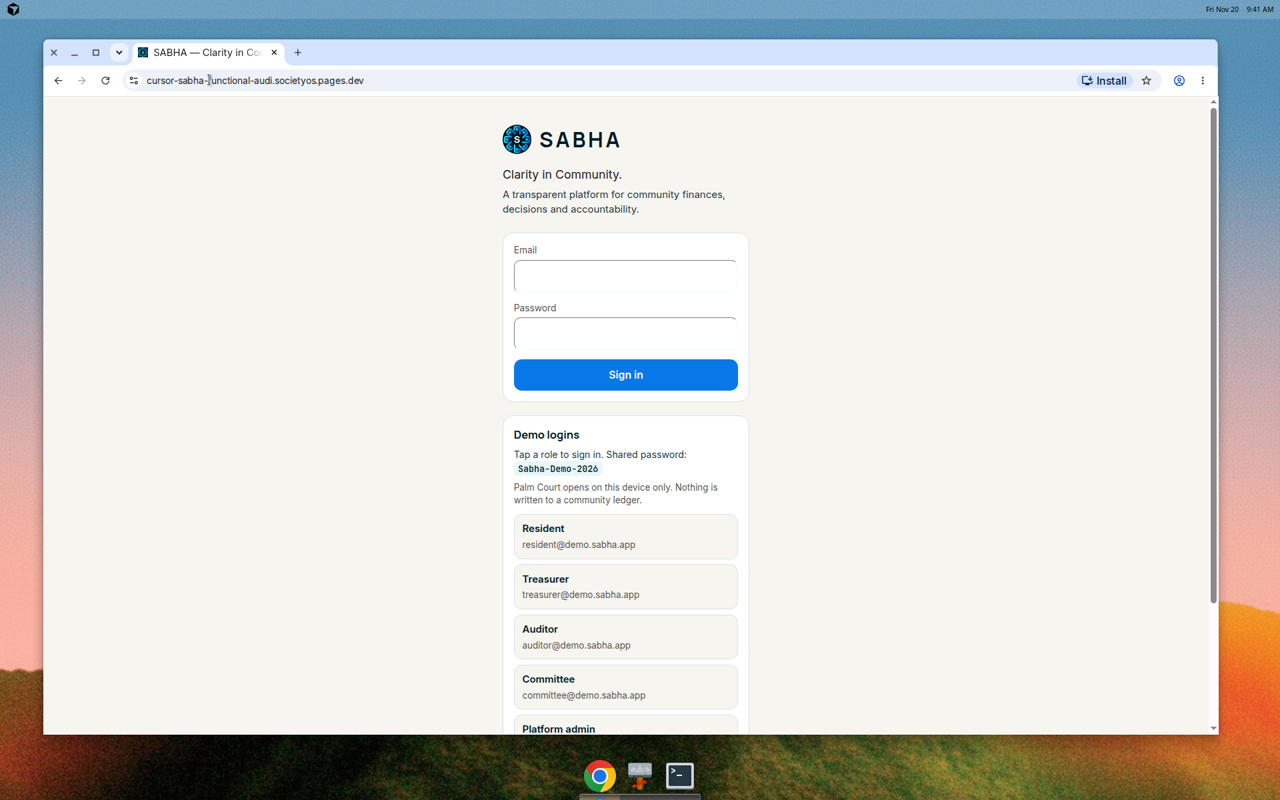 Fri Nov 20 9:41 AM
SABHA — Clarity in Co
cursor-sabha-functional-audi.societyos.pages.dev
Install
S
SABHA
Clarity in Community.
A transparent platform for community finances,
decisions and accountability.
Email
Password
Sign in
Demo logins
Tap a role to sign in. Shared password:
Sabha-Demo-2026
Palm Court opens on this device only. Nothing is
written to a community ledger.
Resident
resident@demo.sabha.app
Treasurer
treasurer@demo.sabha.app
Auditor
auditor@demo.sabha.app
Committee
committee@demo.sabha.app
Platform admin